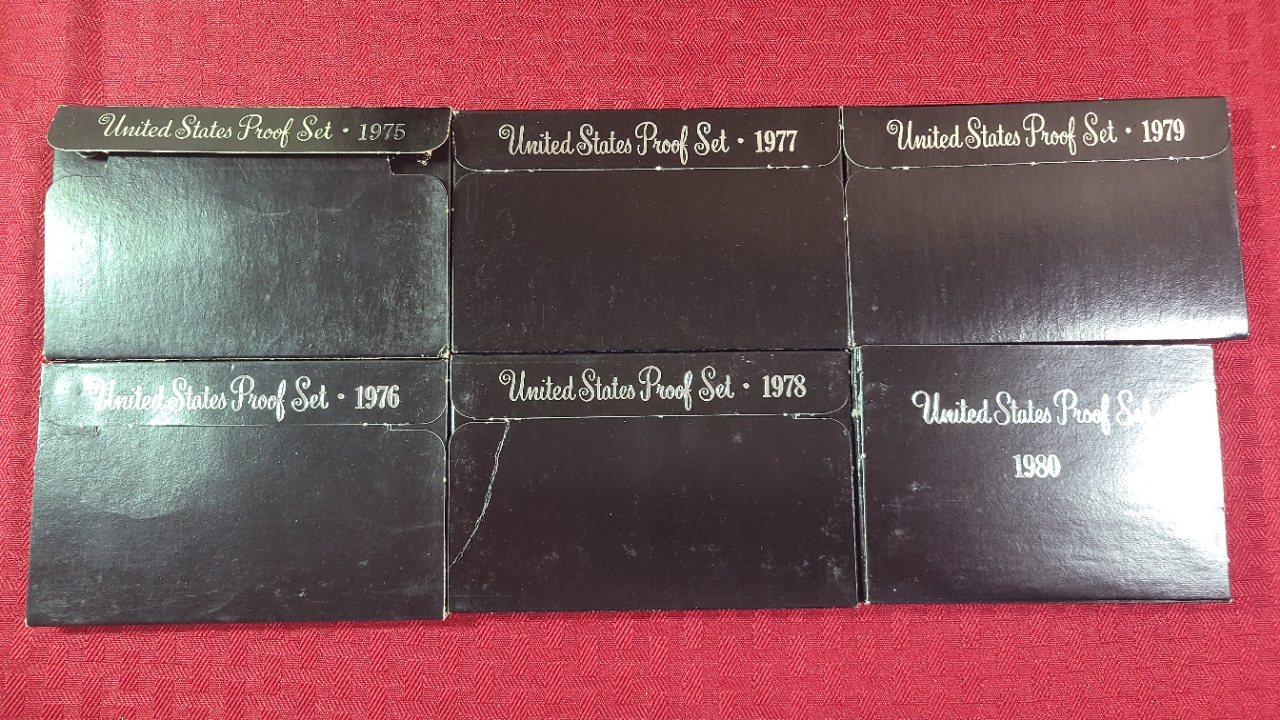 United States Proof Set • 1975
United States Proof Set • 1977
United States Proof Set • 1979
United States Proof Set • 1976
United States Proof Set • 1978
United States Proof Set
1980